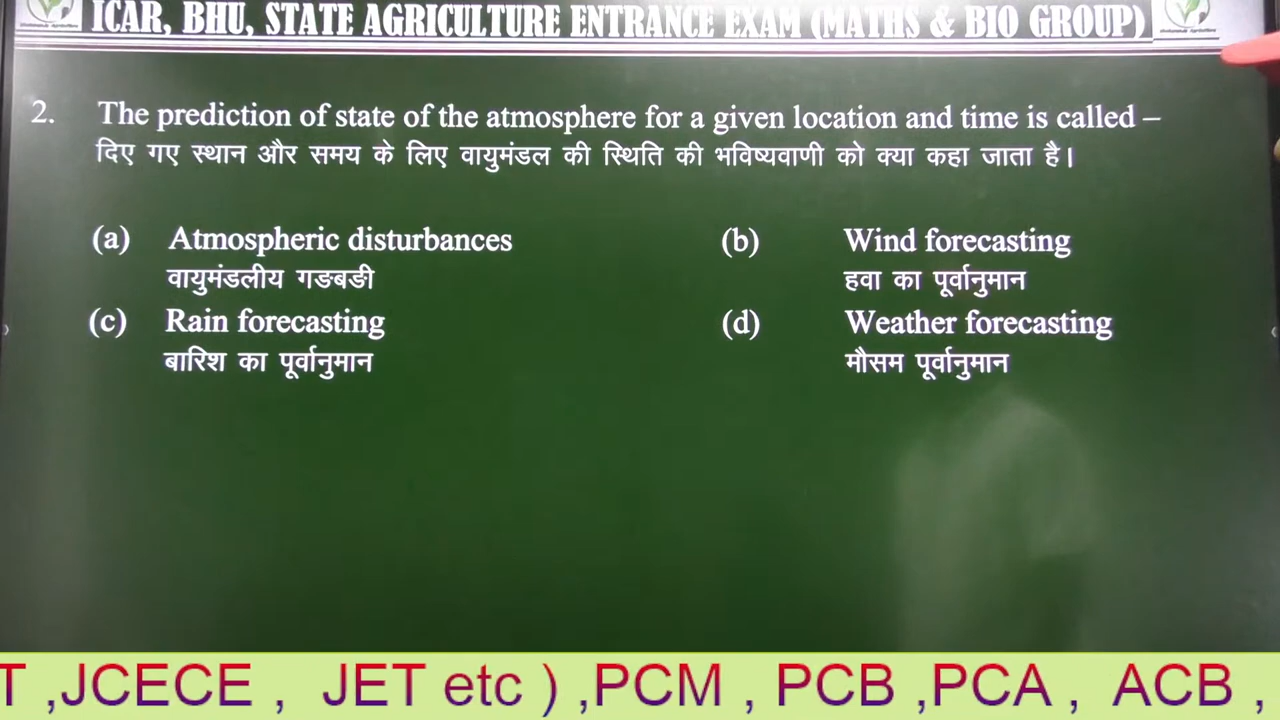 ICAR, BHU, STATE AGRICULTURE ENTRANCE EXAM (MATHS & BIO GROUP)
2. The prediction of state of the atmosphere for a given location and time is called –
दिए गए स्थान और समय के लिए वायुमंडल की स्थिति की भविष्यवाणी को क्या कहा जाता है।
(a) Atmospheric disturbances (b) Wind forecasting
वायुमंडलीय गङबङी हवा का पूर्वानुमान
(c) Rain forecasting (d) Weather forecasting
बारिश का पूर्वानुमान मौसम पूर्वानुमान
T ,JCECE , JET etc ) ,PCM , PCB ,PCA , ACB ,